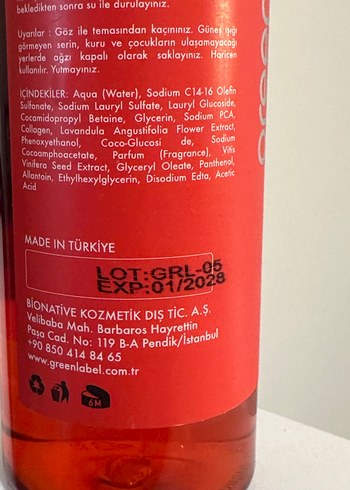 bekledikten sonra su ile durulayınız.
Uyarılar : Göz ile temasından kaçınınız. Güneş ışığı
görmeyen serin, kuru ve çocukların ulaşamayacağı
yerlerde ağzı kapalı olarak saklayınız. Haricen
kullanılır. Yutmayınız.
İÇİNDEKİLER: Aqua (Water), Sodium C14-16 Olefin
Sulfonate, Sodium Lauryl Sulfate, Lauryl Glucoside,
Cocamidopropyl Betaine, Glycerin, Sodium PCA,
Collagen, Lavandula Angustifolia Flower Extract,
Phenoxyethanol, Coco-Glucosi de, Sodium
Cocoamphoacetate, Parfum (Fragrance), Vitis
Vinifera Seed Extract, Glyceryl Oleate, Panthenol,
Allantoin, Ethylhexylglycerin, Disodium Edta, Acetic
Acid
MADE IN TÜRKİYE
LOT:GRL-05
EXP:01/2028
BİONATİVE KOZMETİK DIŞ TİC. A.Ş.
Velibaba Mah. Barbaros Hayrettin
Paşa Cad. No: 119 B-A Pendik/İstanbul
+90 850 414 84 65
www.greenlabel.com.tr
6M